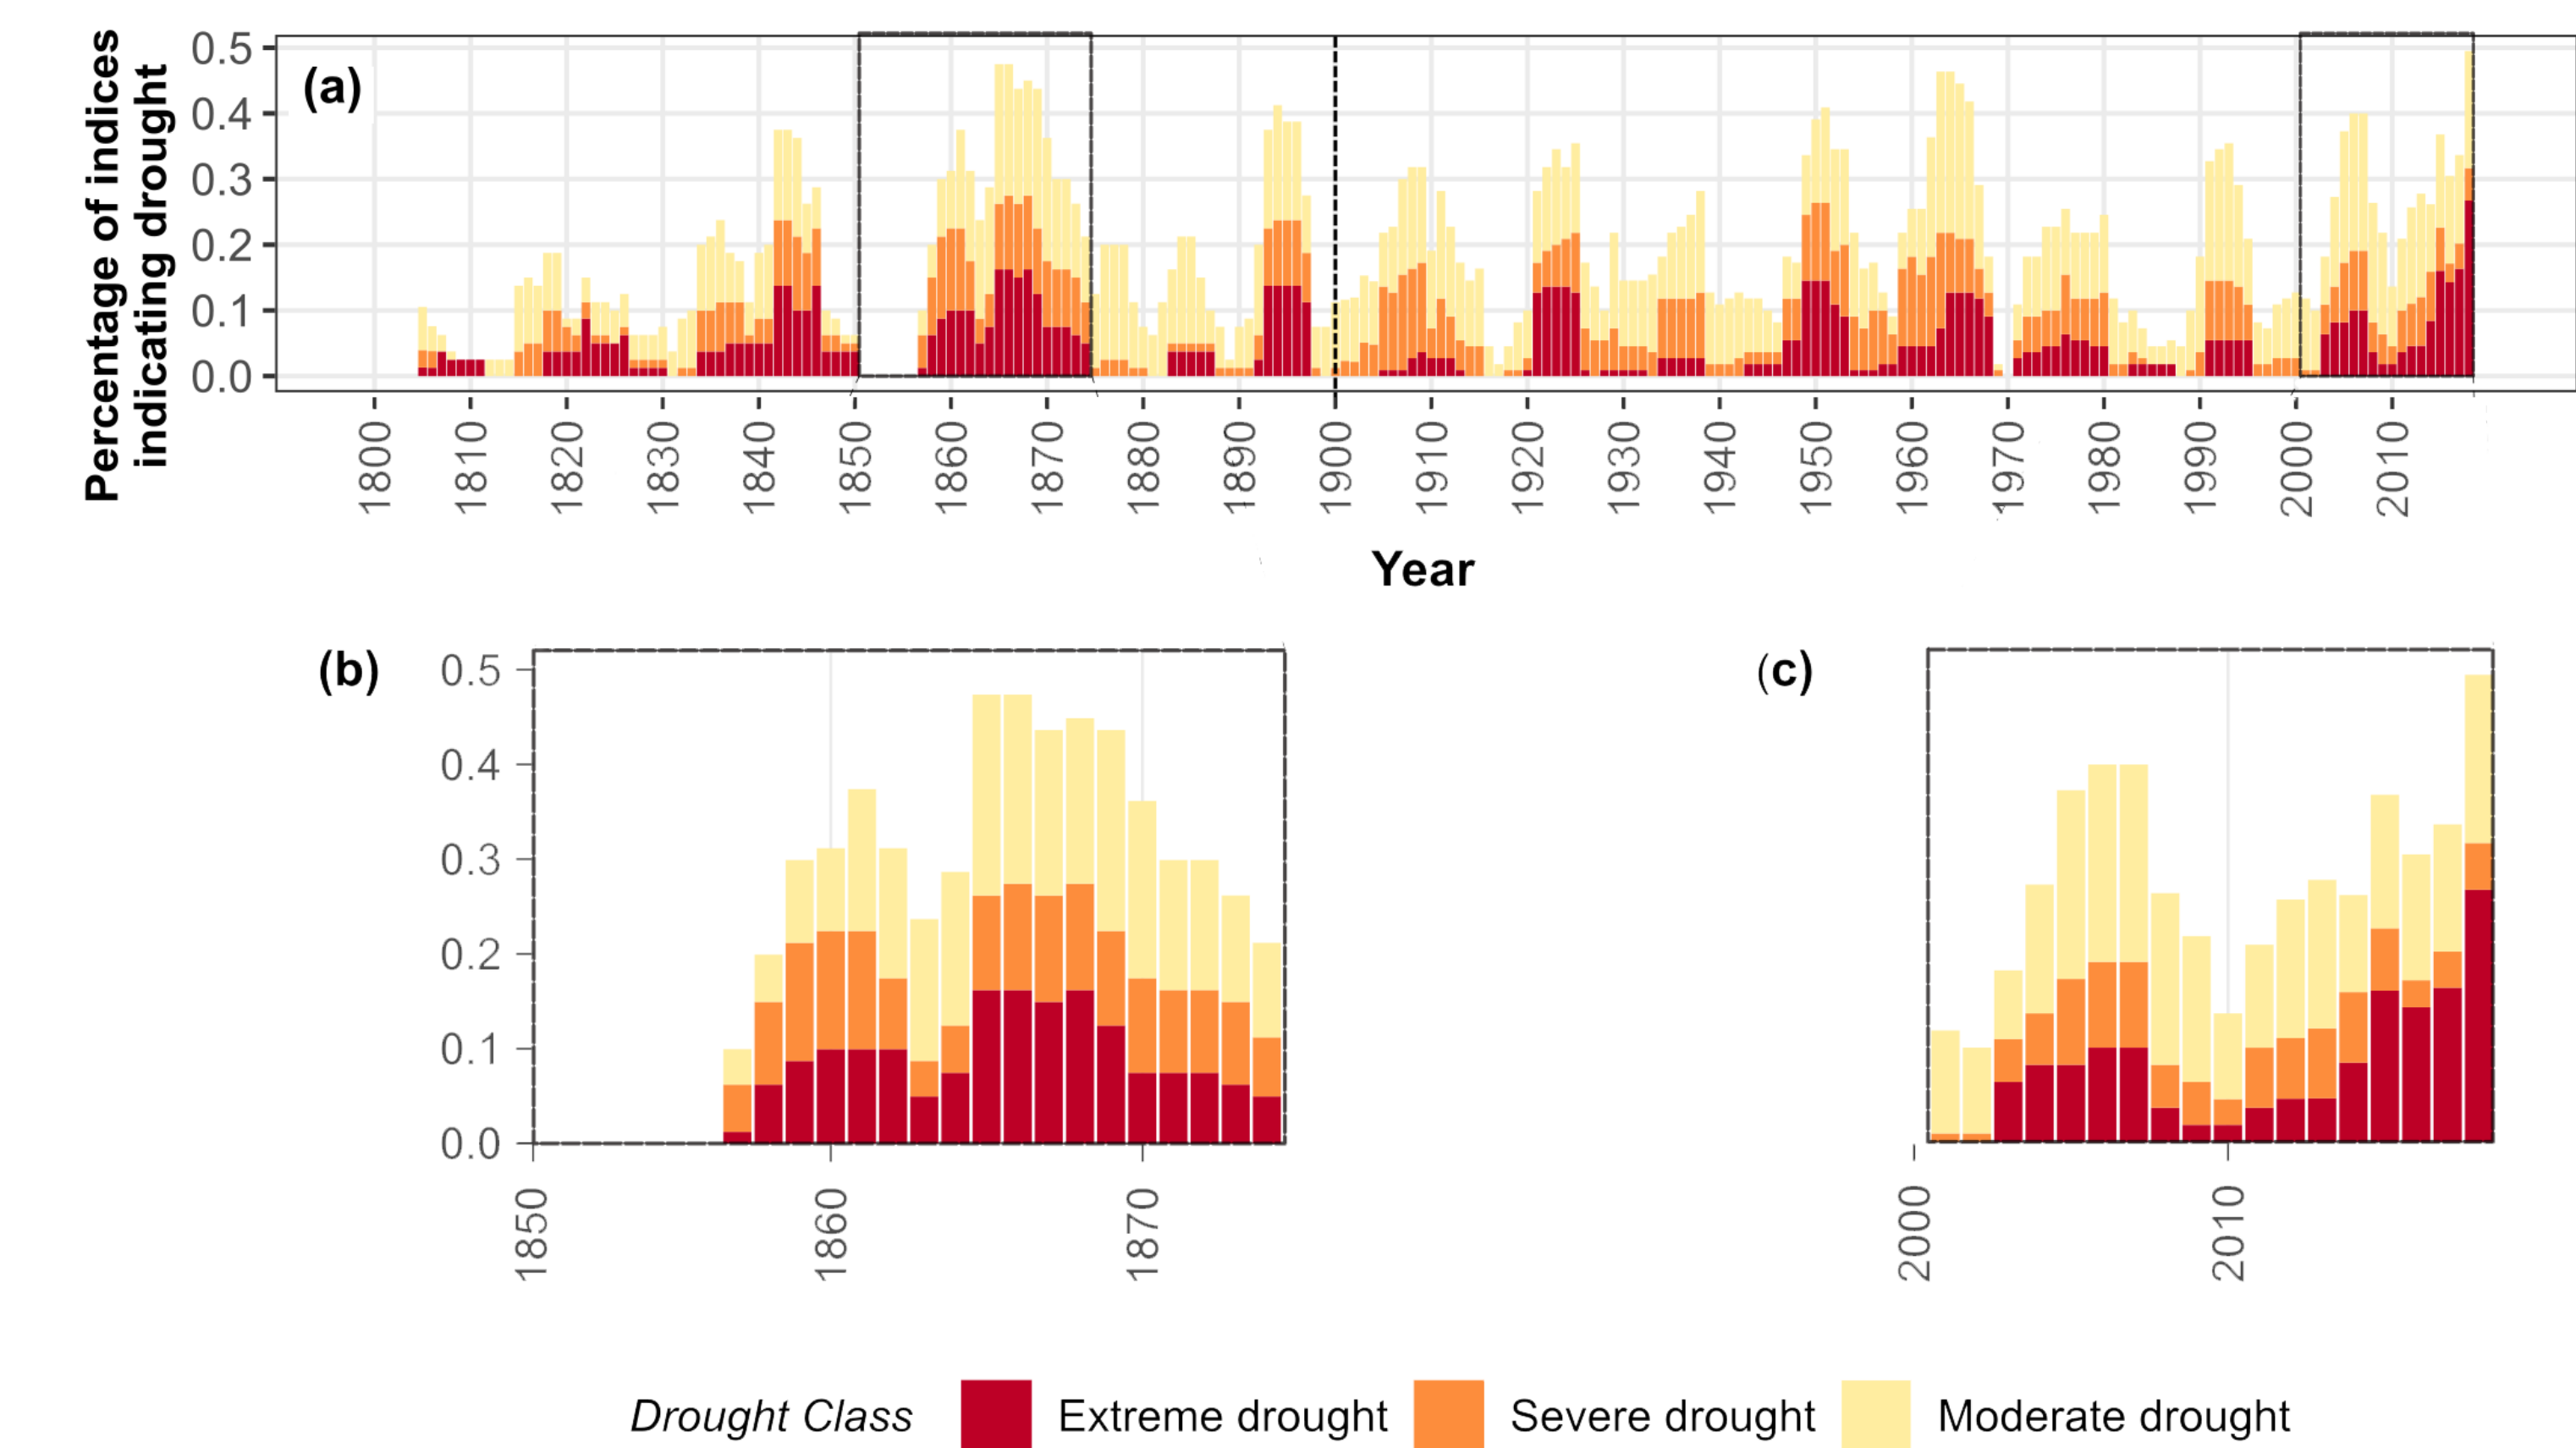 Percentage of indices
indicating drought
(a)
0.5
0.4
0.3
0.2
0.1
0.0
1800 1810 1820 1830 1840 1850 1860 1870 1880 1890 1900 1910 1920 1930 1940 1950 1960 1970 1980 1990 2000 2010
Year
(b)
0.5
0.4
0.3
0.2
0.1
0.0
1850 1860 1870
(c)
2000 2010
Drought Class Extreme drought Severe drought Moderate drought